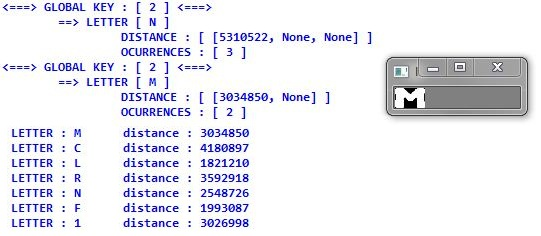 <===> GLOBAL KEY : [ 2 ] <===>
==> LETTER [ N ]
DISTANCE : [ [5310522, None, None] ]
OCURRENCES : [ 3 ]
<===> GLOBAL KEY : [ 2 ] <===>
==> LETTER [ M ]
DISTANCE : [ [3034850, None] ]
OCURRENCES : [ 2 ]
LETTER : M distance : 3034850
LETTER : C distance : 4180897
LETTER : L distance : 1821210
LETTER : R distance : 3592918
LETTER : N distance : 2548726
LETTER : F distance : 1993087
LETTER : 1 distance : 3026998
M